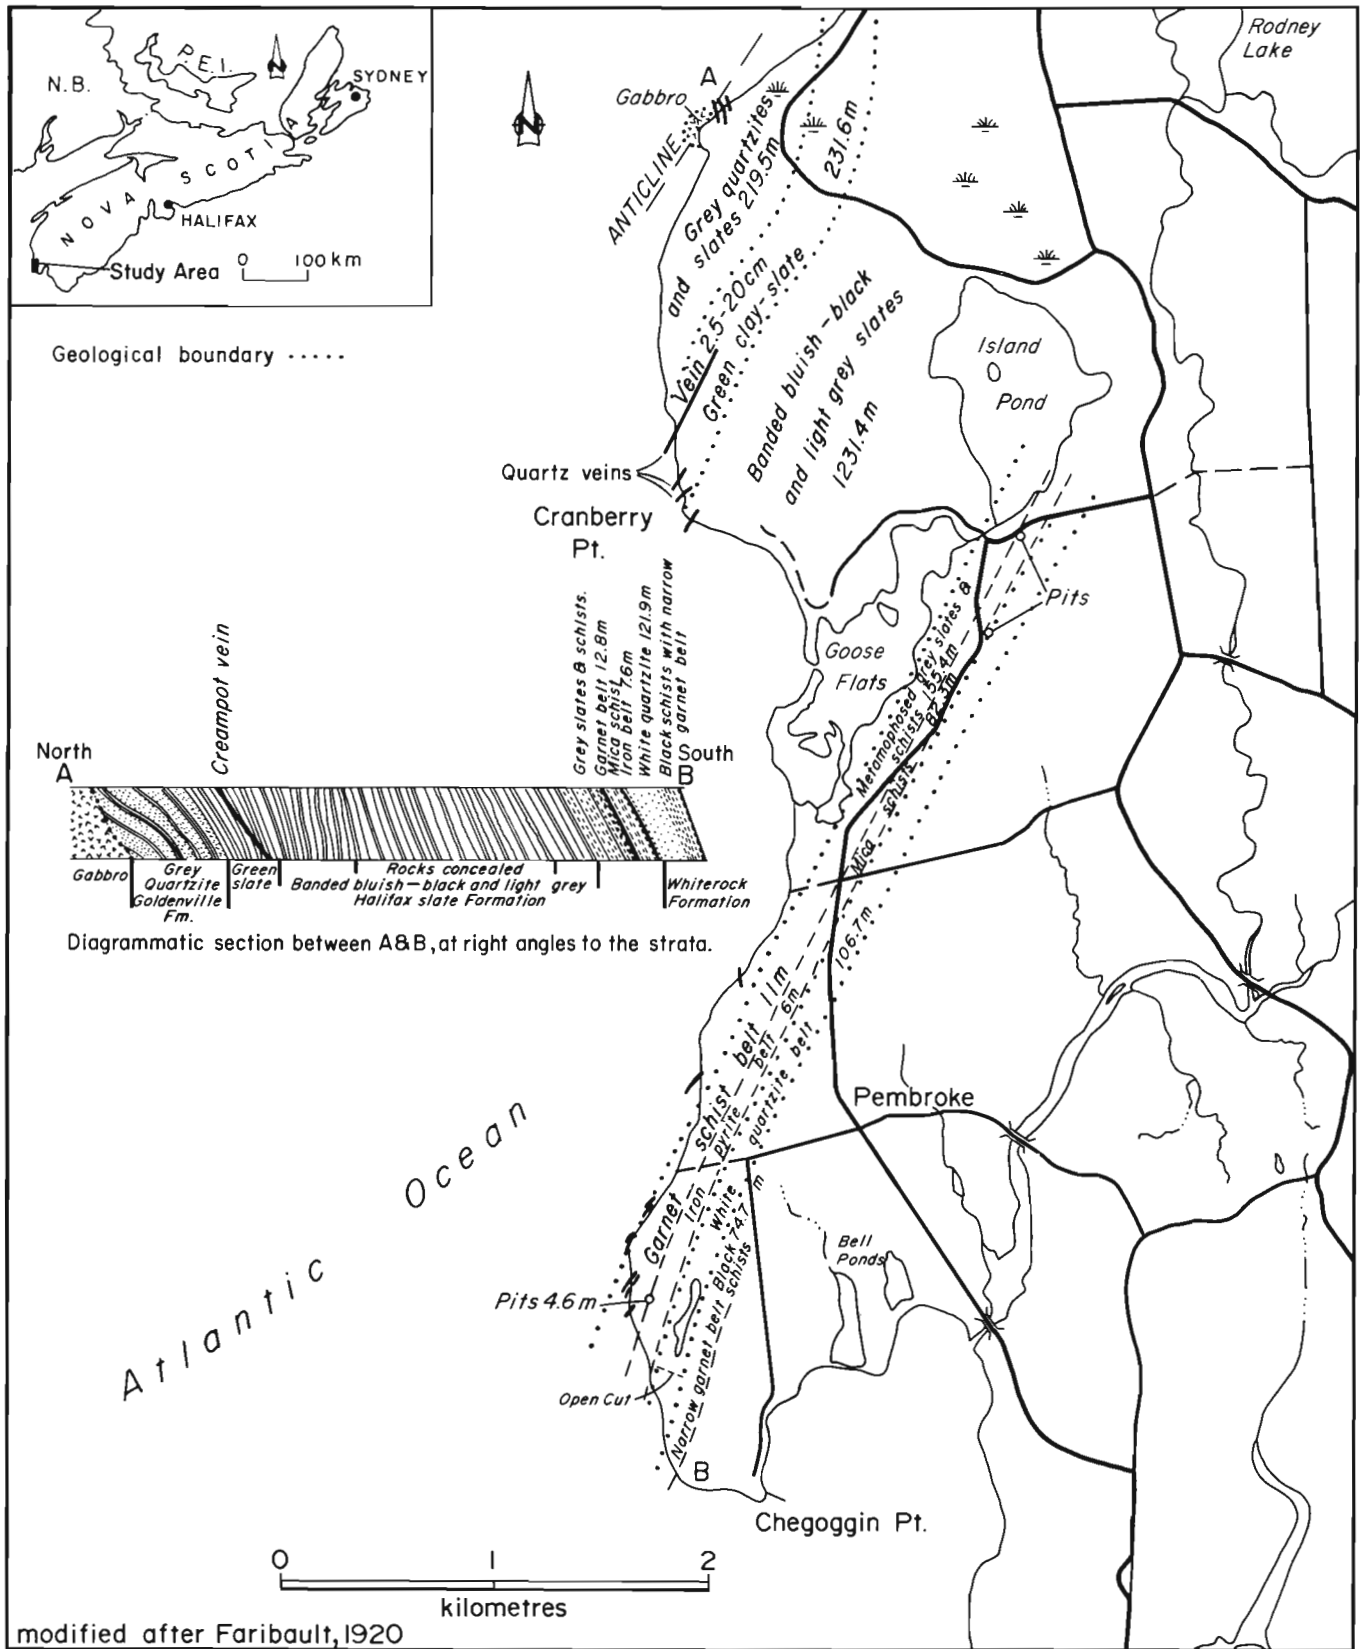 N.B.
P.E.I.
N
SYDNEY
NOVA SCOTIA
HALIFAX
Study Area
0 100 km
Geological boundary
N
Rodney
Lake
A
Gabbro
ANTICLINE
Grey quartzites
and slates 219.5m
231.6m
Vein 2.5-20cm
Green clay-slate
Banded bluish-black
and light grey slates
1231.4m
Island
Pond
Quartz veins
Cranberry
Pt.
Pits
Goose
Flats
Metamophosed grey slates &
schists 155.4m
Mica schists 82.3m
106.7m
Creampot vein
Grey slates & schists.
Garnet belt 12.8m
Mica schist
Iron belt 7.6m
White quartzite 121.9m
Black schists with narrow
garnet belt
North
A
South
B
Gabbro
Grey
Quartzite
Goldenville
Fm.
Green
slate
Rocks concealed
Banded bluish-black and light grey
Halifax slate Formation
Whiterock
Formation
Diagrammatic section between A&B, at right angles to the strata.
Garnet schist belt 11m
Iron pyrite belt 6m
White quartzite belt
Black 74.7 m
schists
Narrow garnet belt
Pembroke
Bell
Ponds
Pits 4.6m
Open Cut
B
Chegoggin Pt.
Atlantic Ocean
0 1 2
kilometres
modified after Faribault, 1920